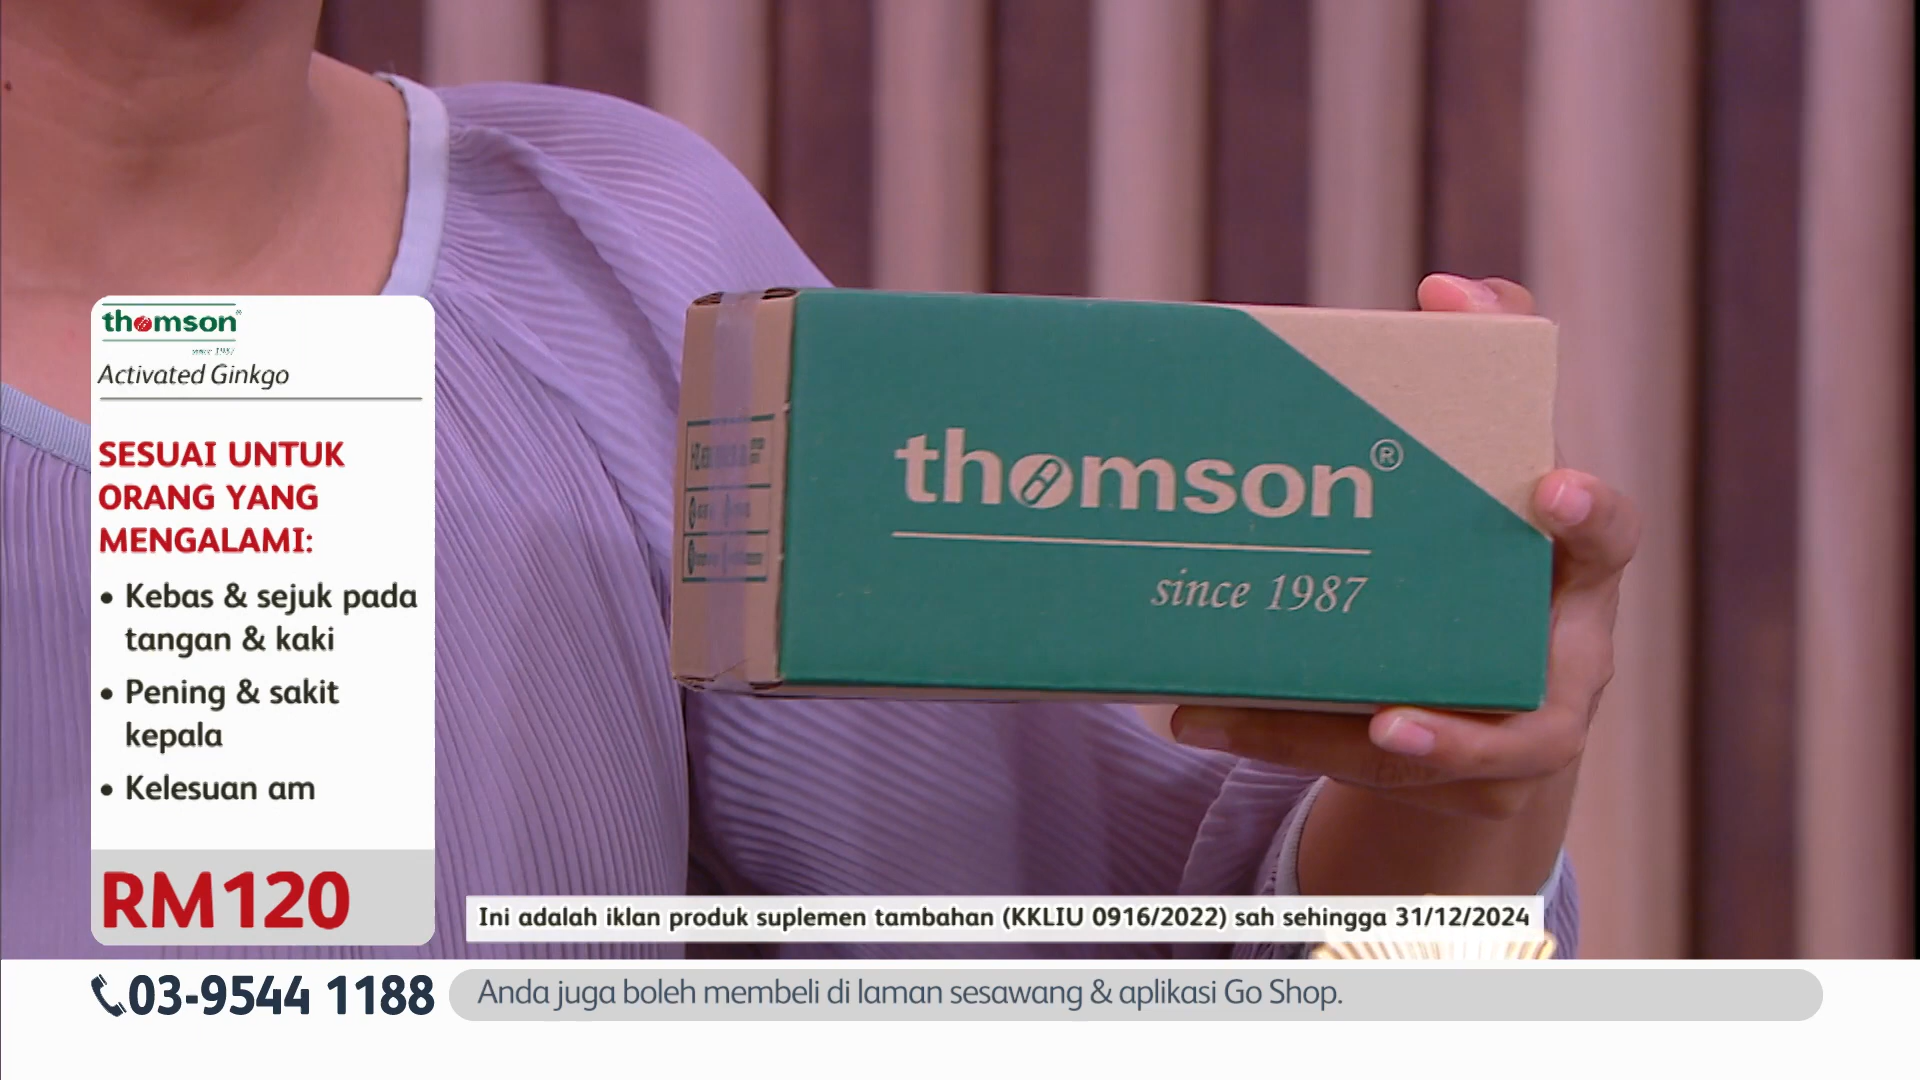 thomson®
since 1987
Activated Ginkgo
SESUAI UNTUK
ORANG YANG
MENGALAMI:
• Kebas & sejuk pada
tangan & kaki
• Pening & sakit
kepala
• Kelesuan am
RM120
thomson®
since 1987
Ini adalah iklan produk suplemen tambahan (KKLIU 0916/2022) sah sehingga 31/12/2024
03-9544 1188
Anda juga boleh membeli di laman sesawang & aplikasi Go Shop.